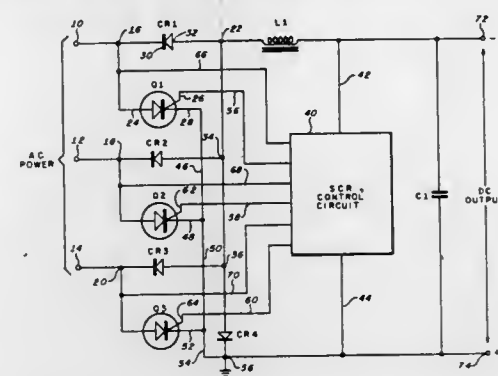 10 16 CR1 32 22 L1 72
30 66 -
Q1 26 56 42
24 28 34 40
12 18 CR2
AC POWER
46 68
SCR CONTROL CIRCUIT
C1
DC OUTPUT
Q2 62 58
48 50
14 CR3 36
20 70
60 44
Q3 64 CR4
52
54 56 74 +